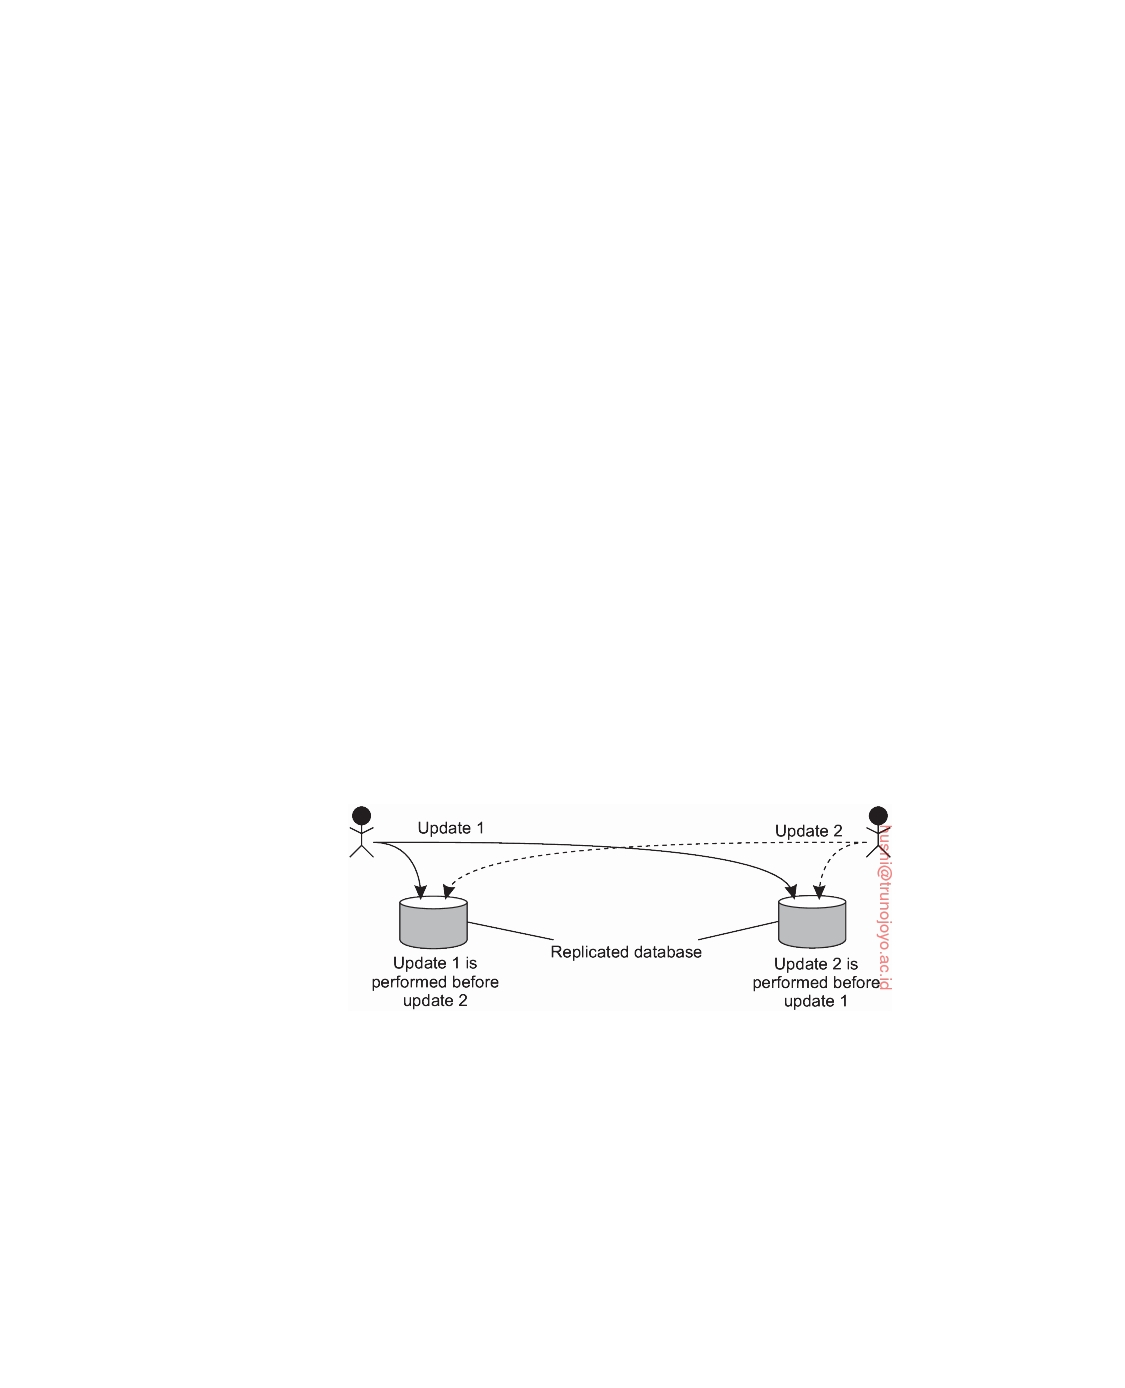 Update 1
Update 2
Replicated database
Update 1 is
performed before
update 2
Update 2 is
performed before
update 1
husni@trunojoyo.ac.id